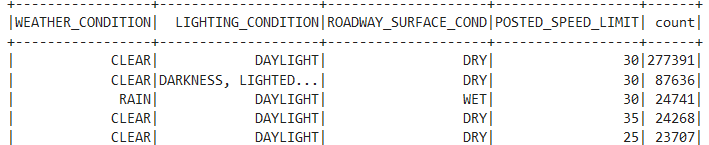 +-----------------+--------------------+--------------------+------------------+------+
|WEATHER_CONDITION|  LIGHTING_CONDITION|ROADWAY_SURFACE_COND|POSTED_SPEED_LIMIT| count|
+-----------------+--------------------+--------------------+------------------+------+
|            CLEAR|            DAYLIGHT|                 DRY|                30|277391|
|            CLEAR|DARKNESS, LIGHTED...|                 DRY|                30| 87636|
|             RAIN|            DAYLIGHT|                 WET|                30| 24741|
|            CLEAR|            DAYLIGHT|                 DRY|                35| 24268|
|            CLEAR|            DAYLIGHT|                 DRY|                25| 23707|